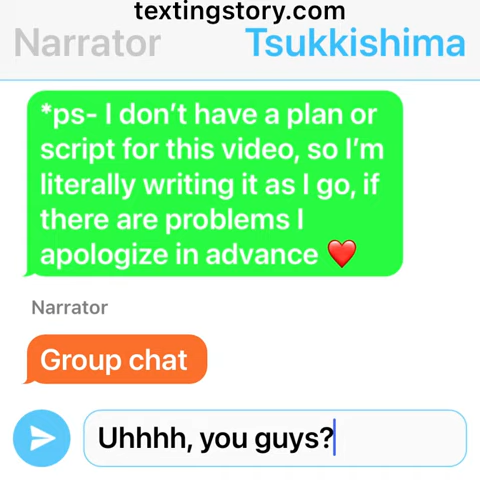 textingstory.com
Narrator Tsukkishima
*ps- I don’t have a plan or
script for this video, so I’m
literally writing it as I go, if
there are problems I
apologize in advance ❤️
Narrator
Group chat
Uhhhh, you guys?